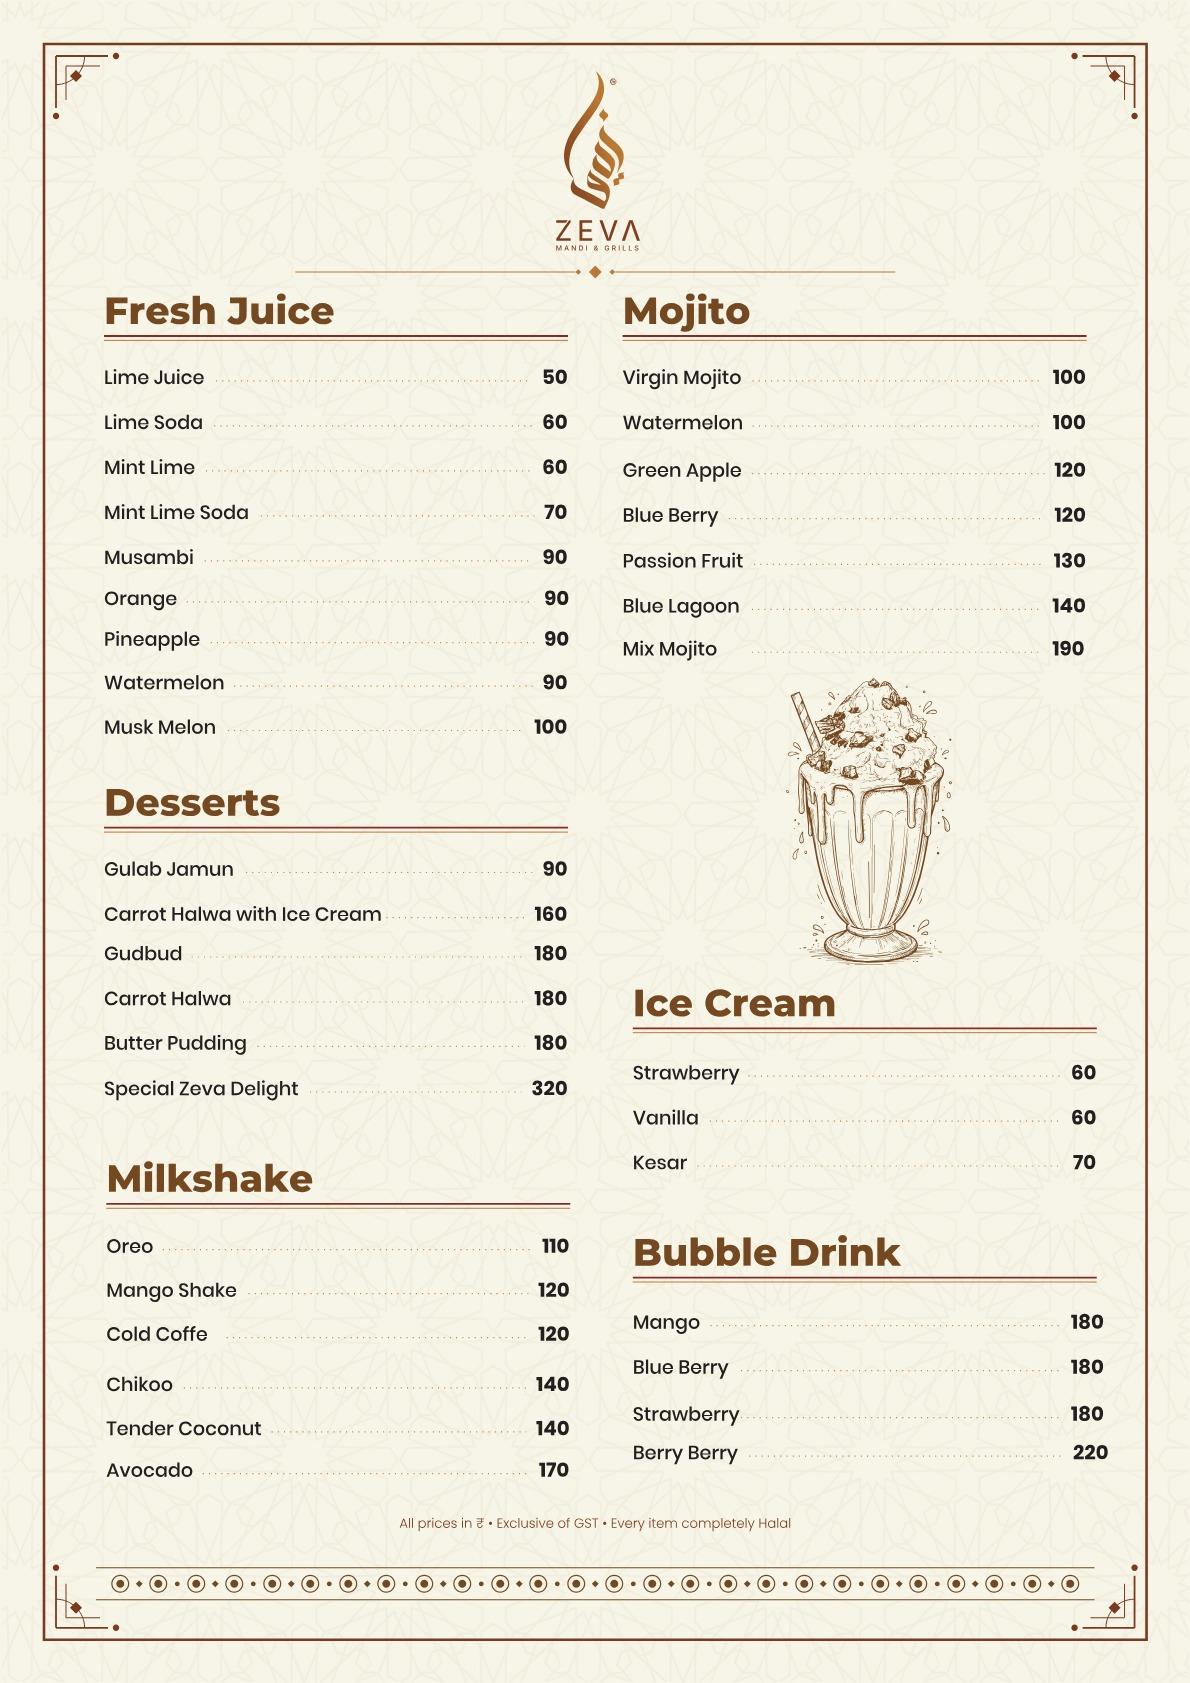 ZEVA
MANDI & GRILLS
Fresh Juice
Lime Juice 50
Lime Soda 60
Mint Lime 60
Mint Lime Soda 70
Musambi 90
Orange 90
Pineapple 90
Watermelon 90
Musk Melon 100
Desserts
Gulab Jamun 90
Carrot Halwa with Ice Cream 160
Gudbud 180
Carrot Halwa 180
Butter Pudding 180
Special Zeva Delight 320
Milkshake
Oreo 110
Mango Shake 120
Cold Coffe 120
Chikoo 140
Tender Coconut 140
Avocado 170
Mojito
Virgin Mojito 100
Watermelon 100
Green Apple 120
Blue Berry 120
Passion Fruit 130
Blue Lagoon 140
Mix Mojito 190
Ice Cream
Strawberry 60
Vanilla 60
Kesar 70
Bubble Drink
Mango 180
Blue Berry 180
Strawberry 180
Berry Berry 220
All prices in ₹ • Exclusive of GST • Every item completely Halal